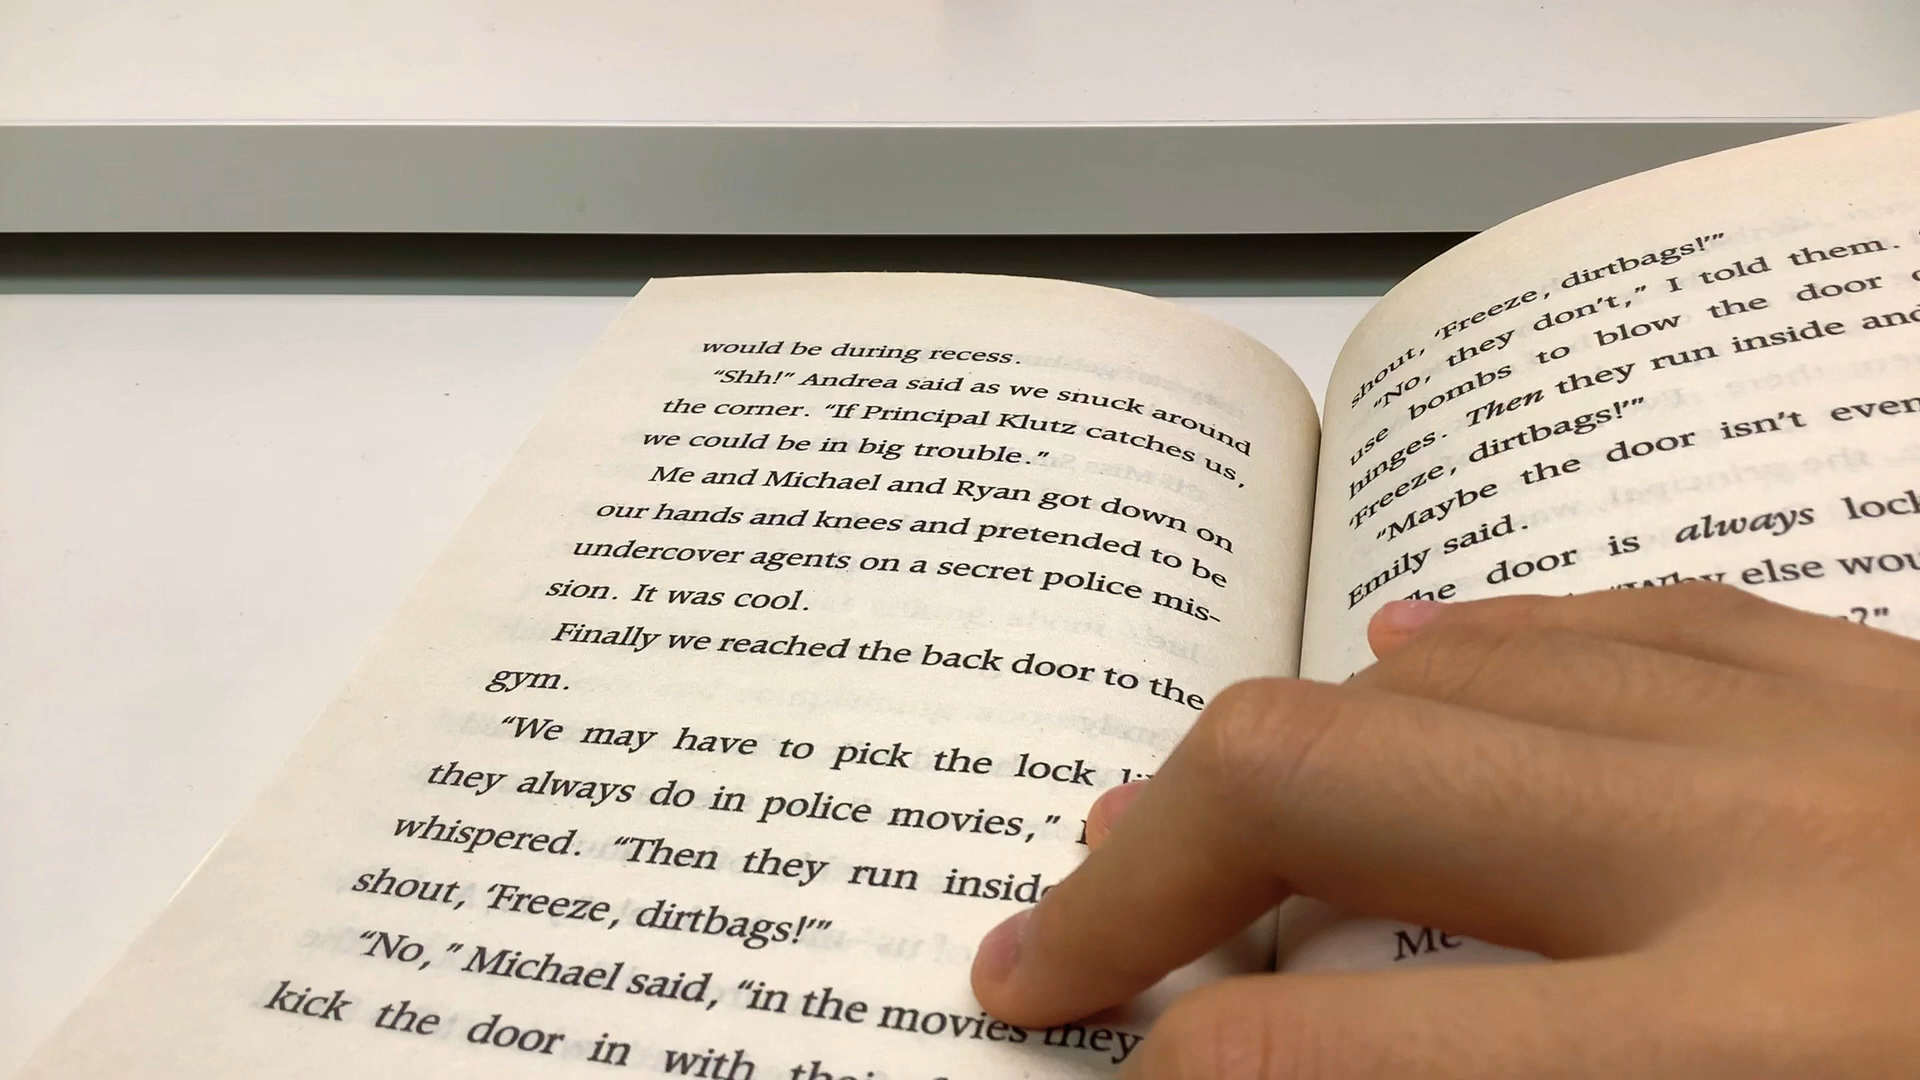 would be during recess.
“Shh!” Andrea said as we snuck around
the corner. “If Principal Klutz catches us,
we could be in big trouble.”
Me and Michael and Ryan got down on
our hands and knees and pretended to be
undercover agents on a secret police mis-
sion. It was cool.
Finally we reached the back door to the
gym.
“We may have to pick the lock
they always do in police movies,”
whispered. “Then they run inside
shout, ‘Freeze, dirtbags!’”
“No,” Michael said, “in the movies they
kick the door in with
shout, ‘Freeze, dirtbags!’”
“No, they don’t,” I told them.
use bombs to blow the door
hinges. Then they run inside and
‘Freeze, dirtbags!’”
“Maybe the door isn’t even
Emily said.
door is always
else
Me